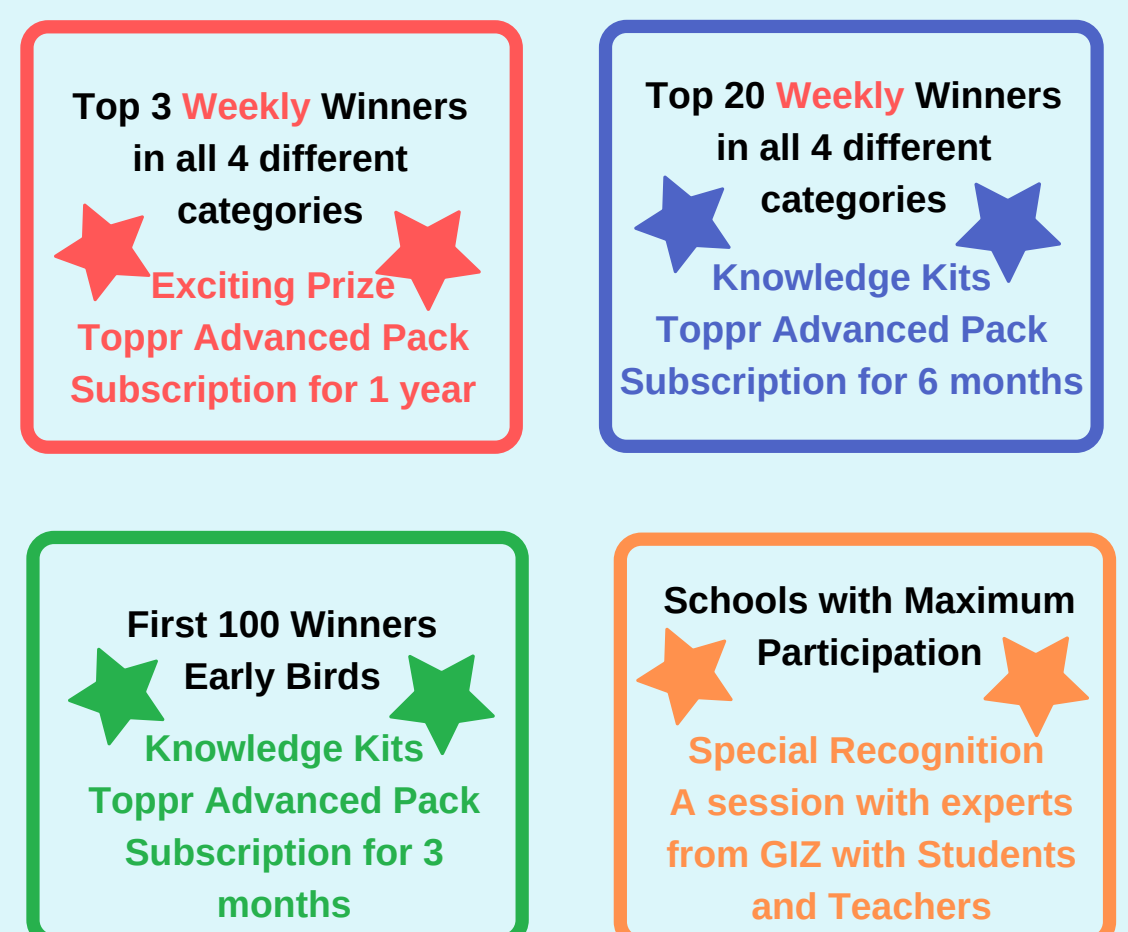 Top 3 Weekly Winners
in all 4 different
categories
Exciting Prize
Toppr Advanced Pack
Subscription for 1 year
Top 20 Weekly Winners
in all 4 different
categories
Knowledge Kits
Toppr Advanced Pack
Subscription for 6 months
First 100 Winners
Early Birds
Knowledge Kits
Toppr Advanced Pack
Subscription for 3
months
Schools with Maximum
Participation
Special Recognition
A session with experts
from GIZ with Students
and Teachers